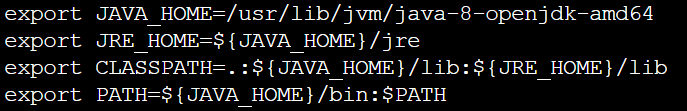 export JAVA_HOME=/usr/lib/jvm/java-8-openjdk-amd64
export JRE_HOME=${JAVA_HOME}/jre
export CLASSPATH=.:${JAVA_HOME}/lib:${JRE_HOME}/lib
export PATH=${JAVA_HOME}/bin:$PATH